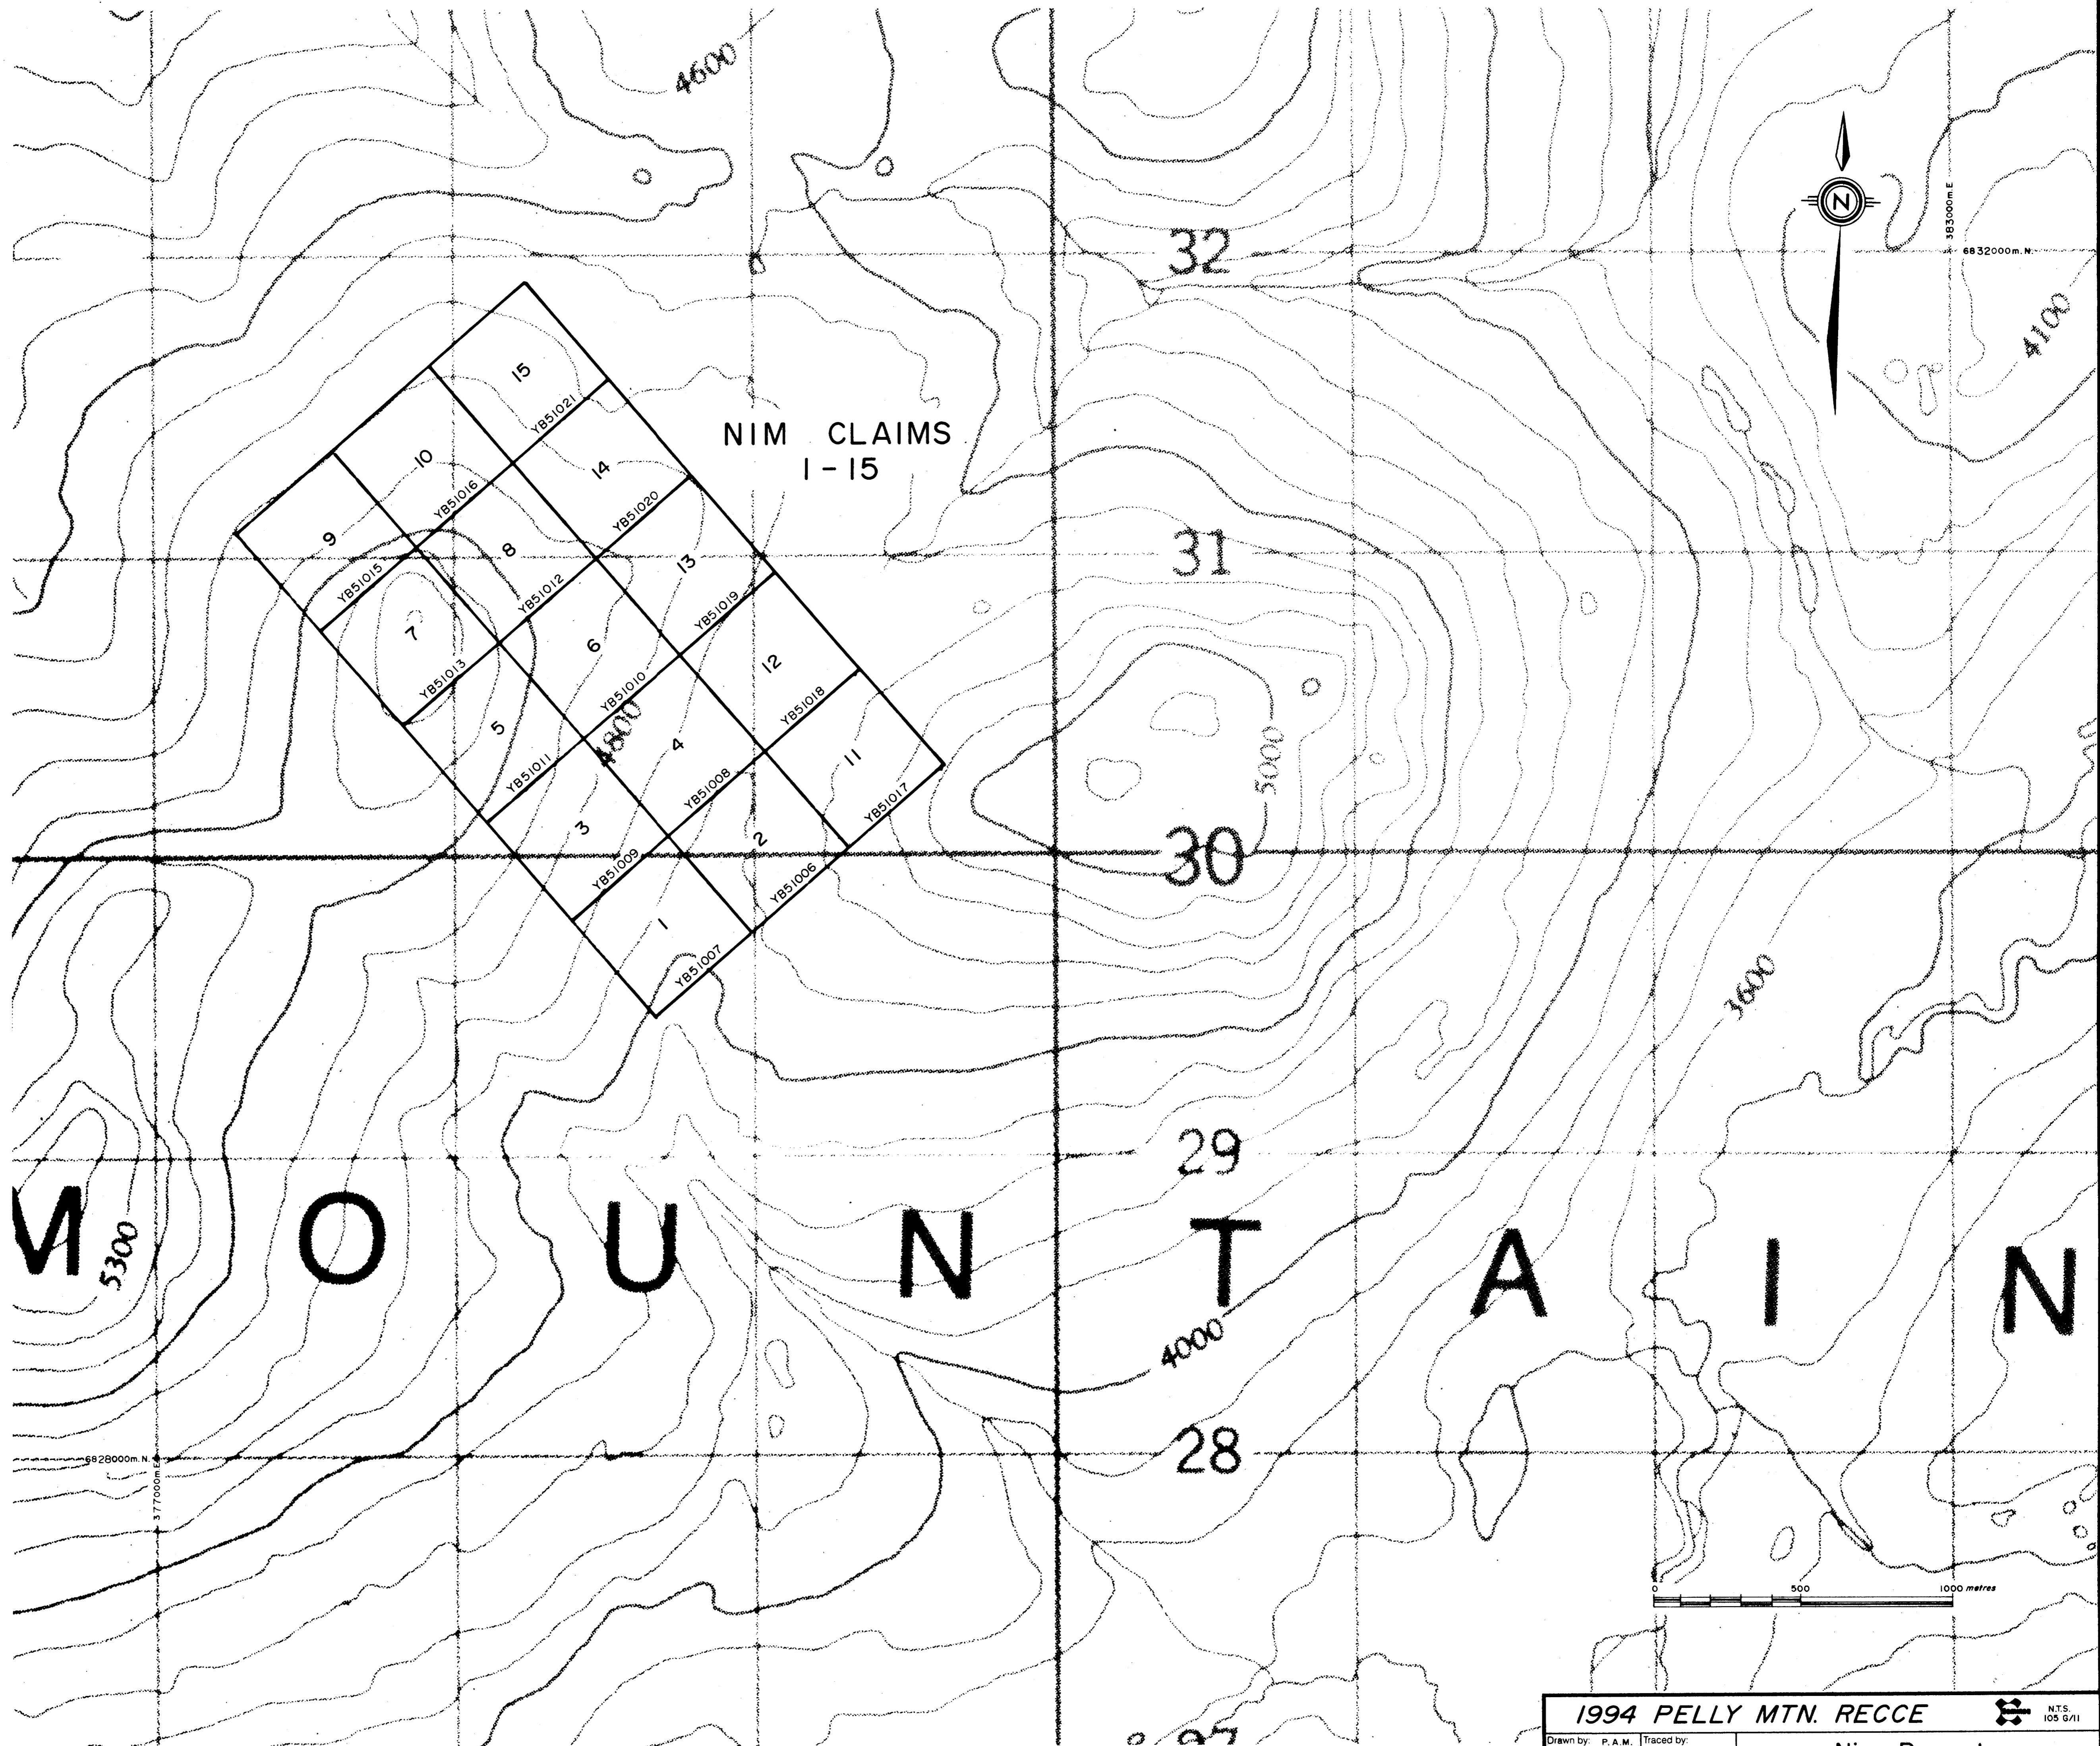 4600
32
383000m.E.
6832000m.N.
4100
15
YB51021
NIM CLAIMS
1-15
10
14
YB51016
YB51020
31
9
8
13
YB51015
YB51012
YB51019
7
6
12
YB51013
YB51010
YB51018
5
4800
4
11
5000
YB51011
YB51008
YB51017
3
2
30
YB51009
YB51006
1
YB51007
3600
29
MOUNTAIN
5300
4000
28
6828000m.N.
377000m.E.
0 500 1000 metres
1994 PELLY MTN. RECCE
N.T.S.
105 G/11
Drawn by: P.A.M. Traced by: